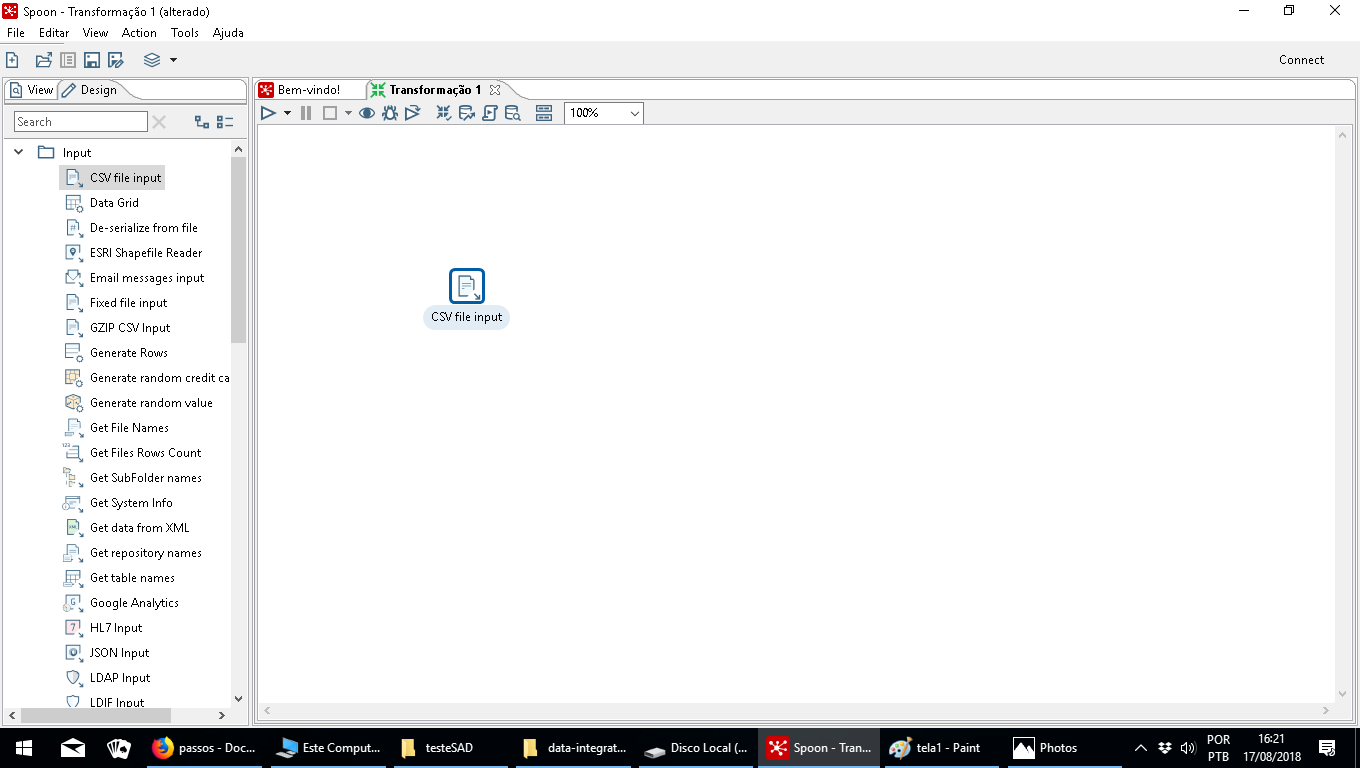 Spoon - Transformação 1 (alterado)
File Editar View Action Tools Ajuda
Connect
View Design
Bem-vindo! Transformação 1
Search
100%
Input
CSV file input
Data Grid
De-serialize from file
ESRI Shapefile Reader
Email messages input
Fixed file input
GZIP CSV Input
Generate Rows
Generate random credit ca
Generate random value
Get File Names
Get Files Rows Count
Get SubFolder names
Get System Info
Get data from XML
Get repository names
Get table names
Google Analytics
HL7 Input
JSON Input
LDAP Input
LDIF Input
CSV file input
passos - Doc... Este Comput... testeSAD data-integrat... Disco Local (... Spoon - Tran... tela1 - Paint Photos
POR
PTB
16:21
17/08/2018